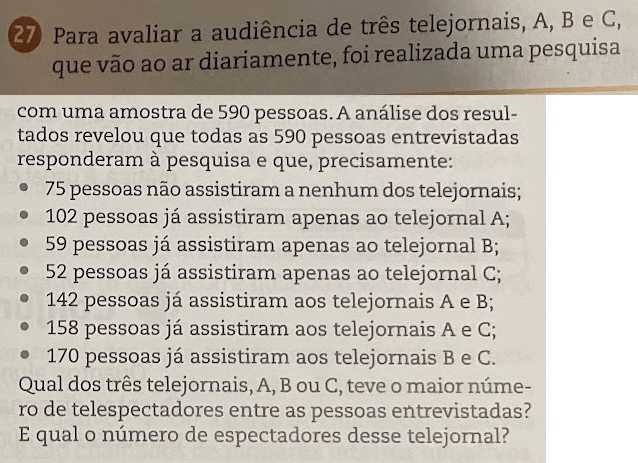 27 Para avaliar a audiência de três telejornais, A, B e C,
que vão ao ar diariamente, foi realizada uma pesquisa
com uma amostra de 590 pessoas. A análise dos resul-
tados revelou que todas as 590 pessoas entrevistadas
responderam à pesquisa e que, precisamente:
• 75 pessoas não assistiram a nenhum dos telejornais;
• 102 pessoas já assistiram apenas ao telejornal A;
• 59 pessoas já assistiram apenas ao telejornal B;
• 52 pessoas já assistiram apenas ao telejornal C;
• 142 pessoas já assistiram aos telejornais A e B;
• 158 pessoas já assistiram aos telejornais A e C;
• 170 pessoas já assistiram aos telejornais B e C.
Qual dos três telejornais, A, B ou C, teve o maior núme-
ro de telespectadores entre as pessoas entrevistadas?
E qual o número de espectadores desse telejornal?